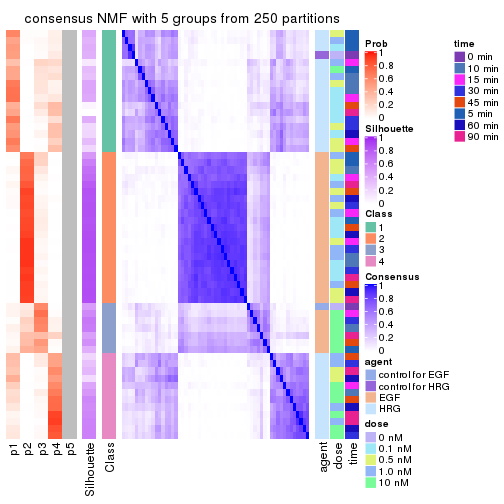 consensus NMF with 5 groups from 250 partitions
Prob
1
0.8
0.6
0.4
0.2
0
Silhouette
1
0.8
0.6
0.4
0.2
0
Class
1
2
3
4
Consensus
1
0.8
0.6
0.4
0.2
0
agent
control for EGF
control for HRG
EGF
HRG
dose
0 nM
0.1 nM
0.5 nM
1.0 nM
10 nM
time
0 min
10 min
15 min
30 min
45 min
5 min
60 min
90 min
p1
p2
p3
p4
p5
Silhouette
Class
agent
dose
time